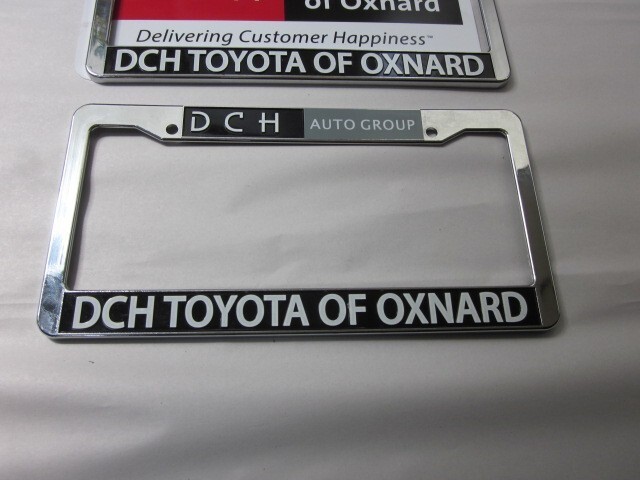 of Oxnard
Delivering Customer Happiness™
DCH TOYOTA OF OXNARD
DCH AUTO GROUP
DCH TOYOTA OF OXNARD